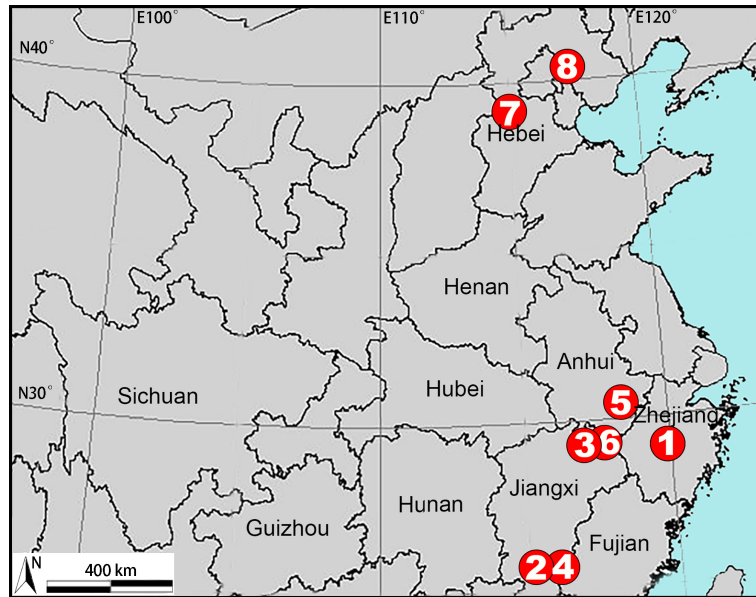 E100°
E110°
E120°
N40°
8
7
Hebei
Henan
Anhui
N30°
Sichuan
Hubei
5
Zhejiang
3 6
1
Jiangxi
Hunan
Guizhou
Fujian
2 4
N
400 km